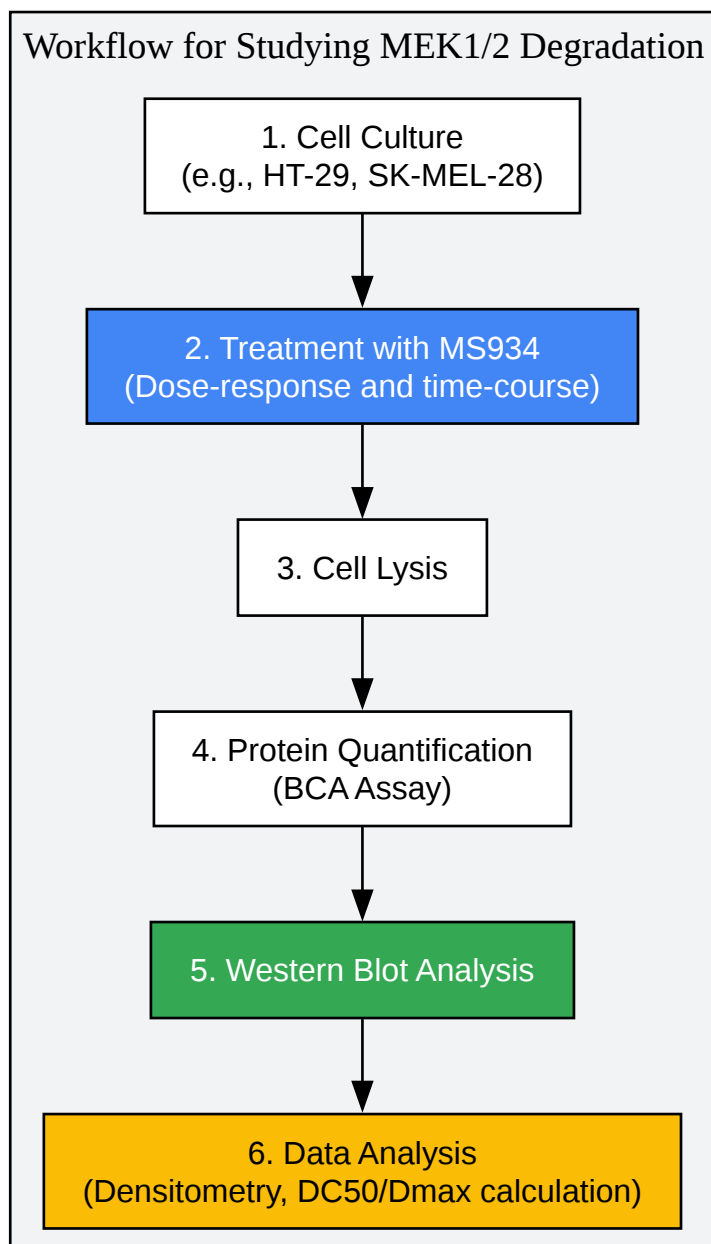 Workflow for Studying MEK1/2 Degradation
1. Cell Culture
(e.g., HT-29, SK-MEL-28)
2. Treatment with MS934
(Dose-response and time-course)
3. Cell Lysis
4. Protein Quantification
(BCA Assay)
5. Western Blot Analysis
6. Data Analysis
(Densitometry, DC50/Dmax calculation)